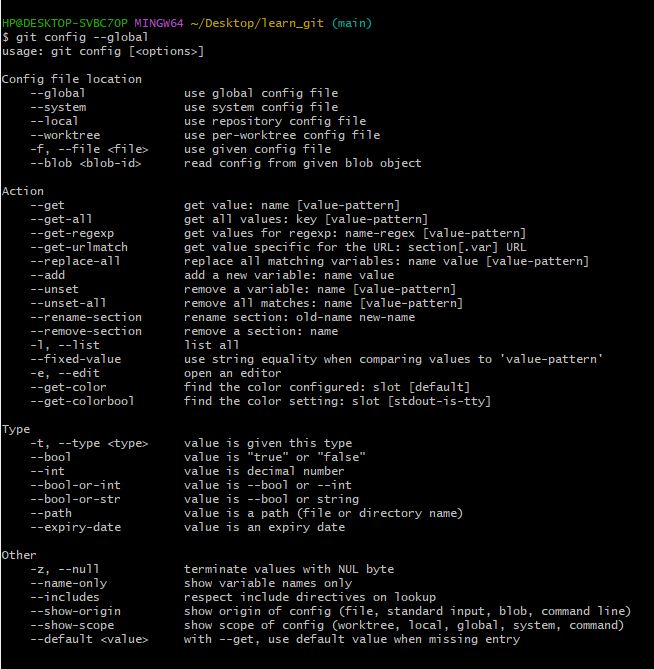 HP@DESKTOP-SVBC7OP MINGW64 ~/Desktop/learn_git (main)
$ git config --global
usage: git config [<options>]

Config file location
    --global              use global config file
    --system              use system config file
    --local               use repository config file
    --worktree            use per-worktree config file
    -f, --file <file>     use given config file
    --blob <blob-id>      read config from given blob object

Action
    --get                 get value: name [value-pattern]
    --get-all             get all values: key [value-pattern]
    --get-regexp          get values for regexp: name-regex [value-pattern]
    --get-urlmatch        get value specific for the URL: section[.var] URL
    --replace-all         replace all matching variables: name value [value-pattern]
    --add                 add a new variable: name value
    --unset               remove a variable: name [value-pattern]
    --unset-all           remove all matches: name [value-pattern]
    --rename-section      rename section: old-name new-name
    --remove-section      remove a section: name
    -l, --list            list all
    --fixed-value         use string equality when comparing values to 'value-pattern'
    -e, --edit            open an editor
    --get-color           find the color configured: slot [default]
    --get-colorbool       find the color setting: slot [stdout-is-tty]

Type
    -t, --type <type>     value is given this type
    --bool                value is "true" or "false"
    --int                 value is decimal number
    --bool-or-int         value is --bool or --int
    --bool-or-str         value is --bool or string
    --path                value is a path (file or directory name)
    --expiry-date         value is an expiry date

Other
    -z, --null            terminate values with NUL byte
    --name-only           show variable names only
    --includes            respect include directives on lookup
    --show-origin         show origin of config (file, standard input, blob, command line)
    --show-scope          show scope of config (worktree, local, global, system, command)
    --default <value>     with --get, use default value when missing entry